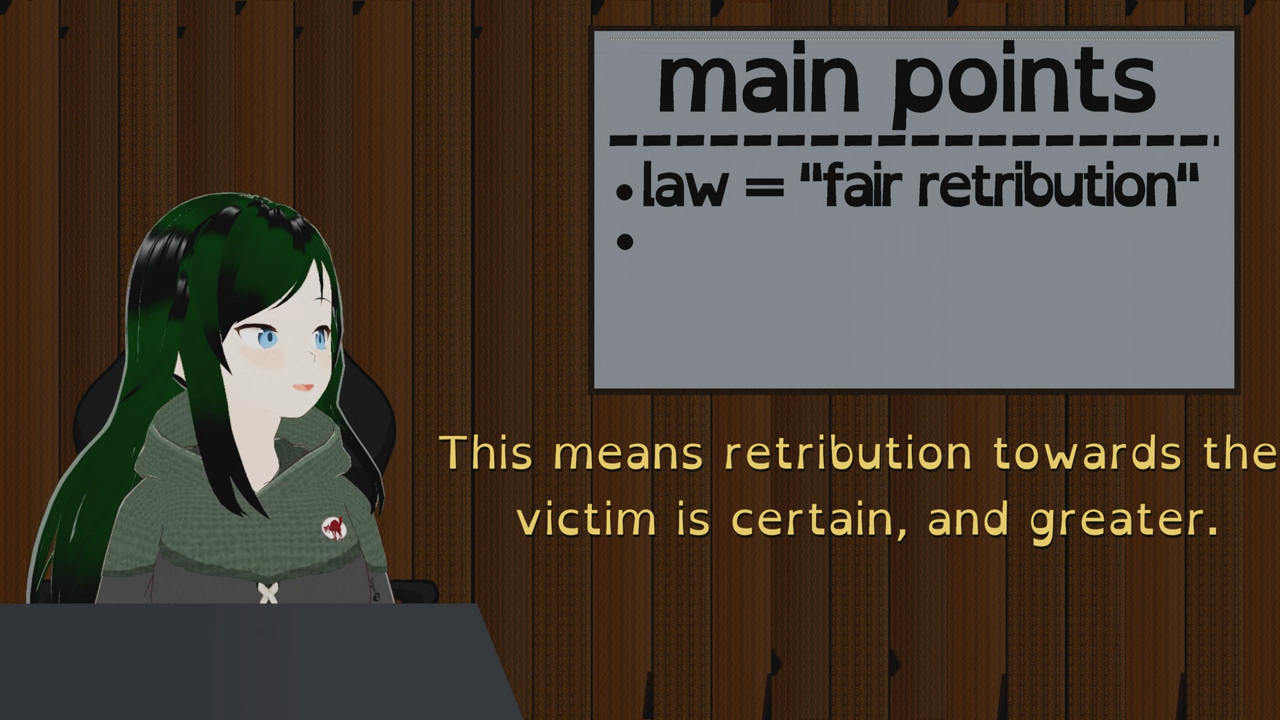 main points
• law = "fair retribution"
•
This means retribution towards the
victim is certain, and greater.